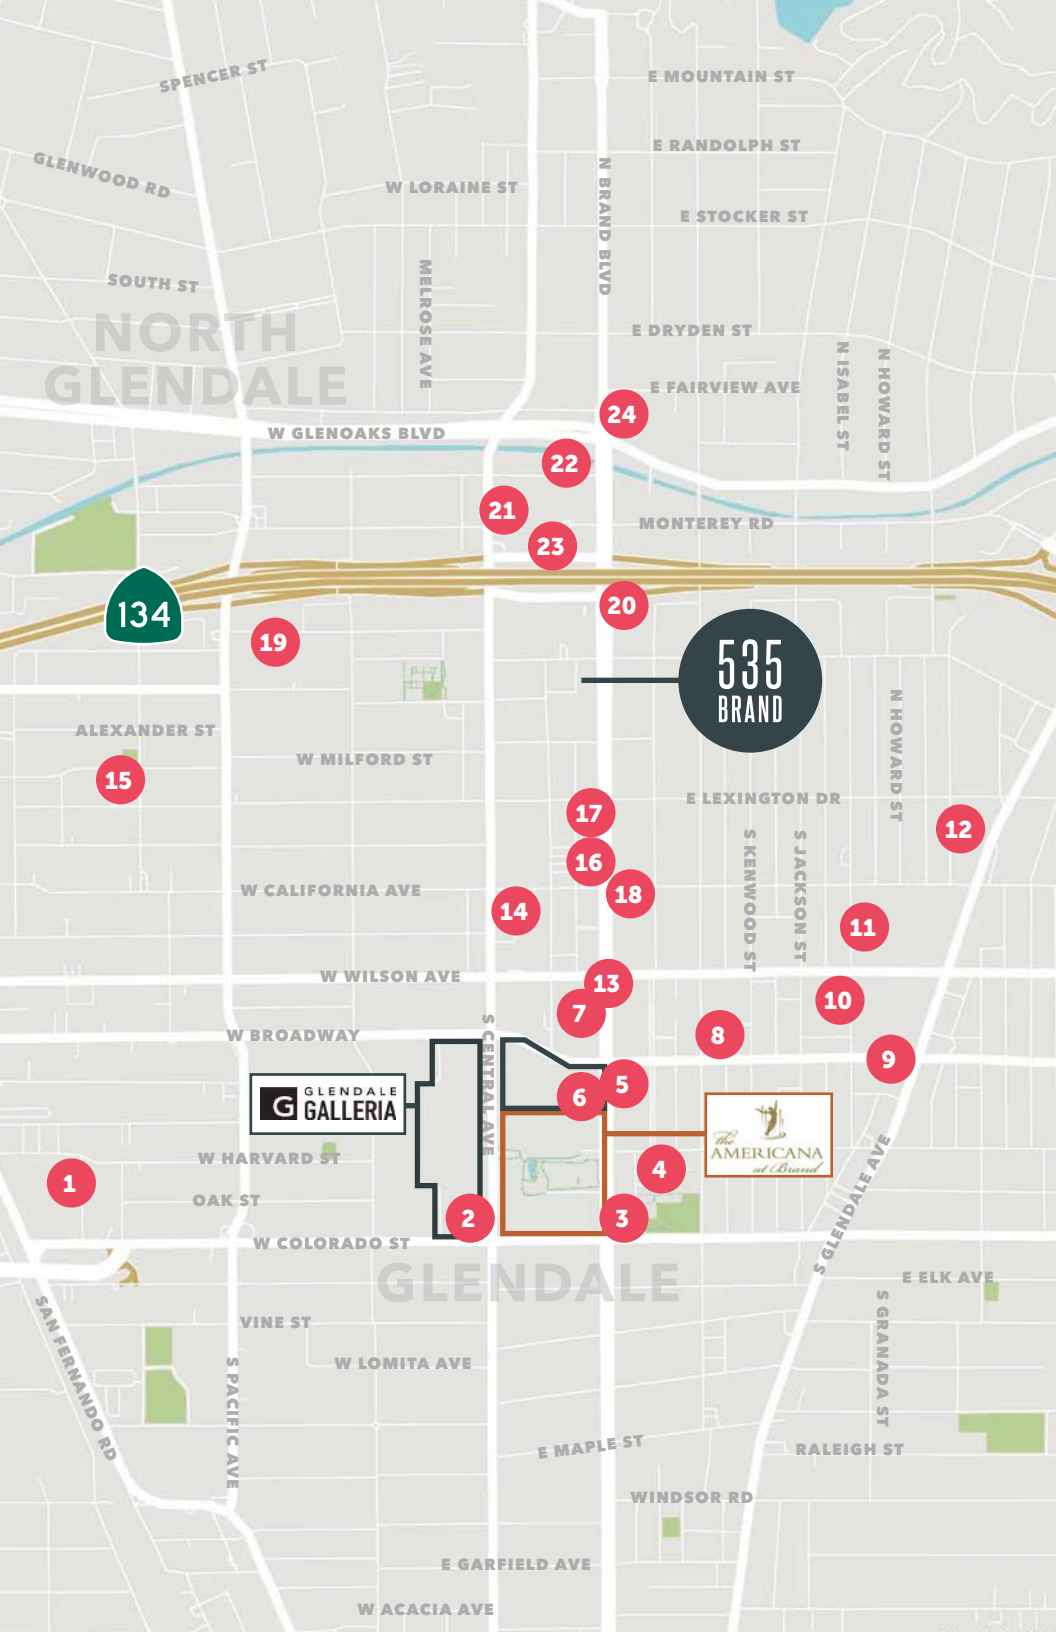 SPENCER ST
E MOUNTAIN ST
E RANDOLPH ST
GLENWOOD RD
W LORAINE ST
N BRAND BLVD
E STOCKER ST
SOUTH ST
MELROSE AVE
NORTH
GLENDALE
E DRYDEN ST
N ISABEL ST
N HOWARD ST
E FAIRVIEW AVE
24
W GLENOAKS BLVD
22
21
MONTEREY RD
23
134
20
19
535
BRAND
N HOWARD ST
ALEXANDER ST
W MILFORD ST
15
E LEXINGTON DR
17
12
S KENWOOD ST
S JACKSON ST
16
W CALIFORNIA AVE
18
14
11
W WILSON AVE
13
10
7
W BROADWAY
S CENTRAL AVE
8
9
5
6
G GLENDALE
GALLERIA
the
AMERICANA
at Brand
W HARVARD ST
4
1
OAK ST
2
3
W COLORADO ST
S GLENDALE AVE
GLENDALE
E ELK AVE
SAN FERNANDO RD
VINE ST
S GRANADA ST
W LOMITA AVE
S PACIFIC AVE
E MAPLE ST
RALEIGH ST
WINDSOR RD
E GARFIELD AVE
W ACACIA AVE